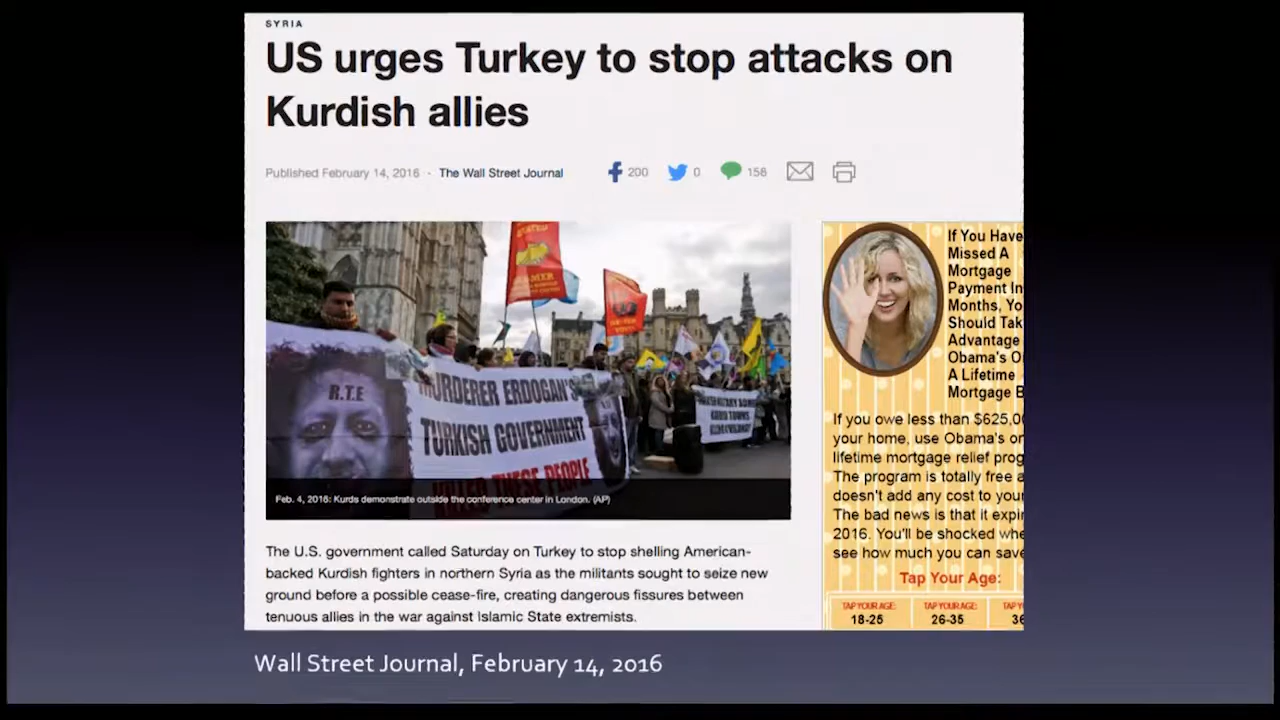 SYRIA
US urges Turkey to stop attacks on
Kurdish allies
Published February 14, 2016 · The Wall Street Journal
200
0
158
R.T.E
MURDERER ERDOGAN'S
TURKISH GOVERNMENT
KILLED THESE PEOPLE
Feb. 4, 2016: Kurds demonstrate outside the conference center in London. (AP)
The U.S. government called Saturday on Turkey to stop shelling American-
backed Kurdish fighters in northern Syria as the militants sought to seize new
ground before a possible cease-fire, creating dangerous fissures between
tenuous allies in the war against Islamic State extremists.
If You Have
Missed A
Mortgage
Payment In
Months, Yo
Should Tak
Advantage
Obama's O
A Lifetime
Mortgage B
If you owe less than $625,0
your home, use Obama's on
lifetime mortgage relief prog
The program is totally free a
doesn't add any cost to your
The bad news is that it expir
2016. You'll be shocked whe
see how much you can save
Tap Your Age:
TAP YOUR AGE: TAP YOUR AGE: TAP Y
18-25 26-35 36
Wall Street Journal, February 14, 2016